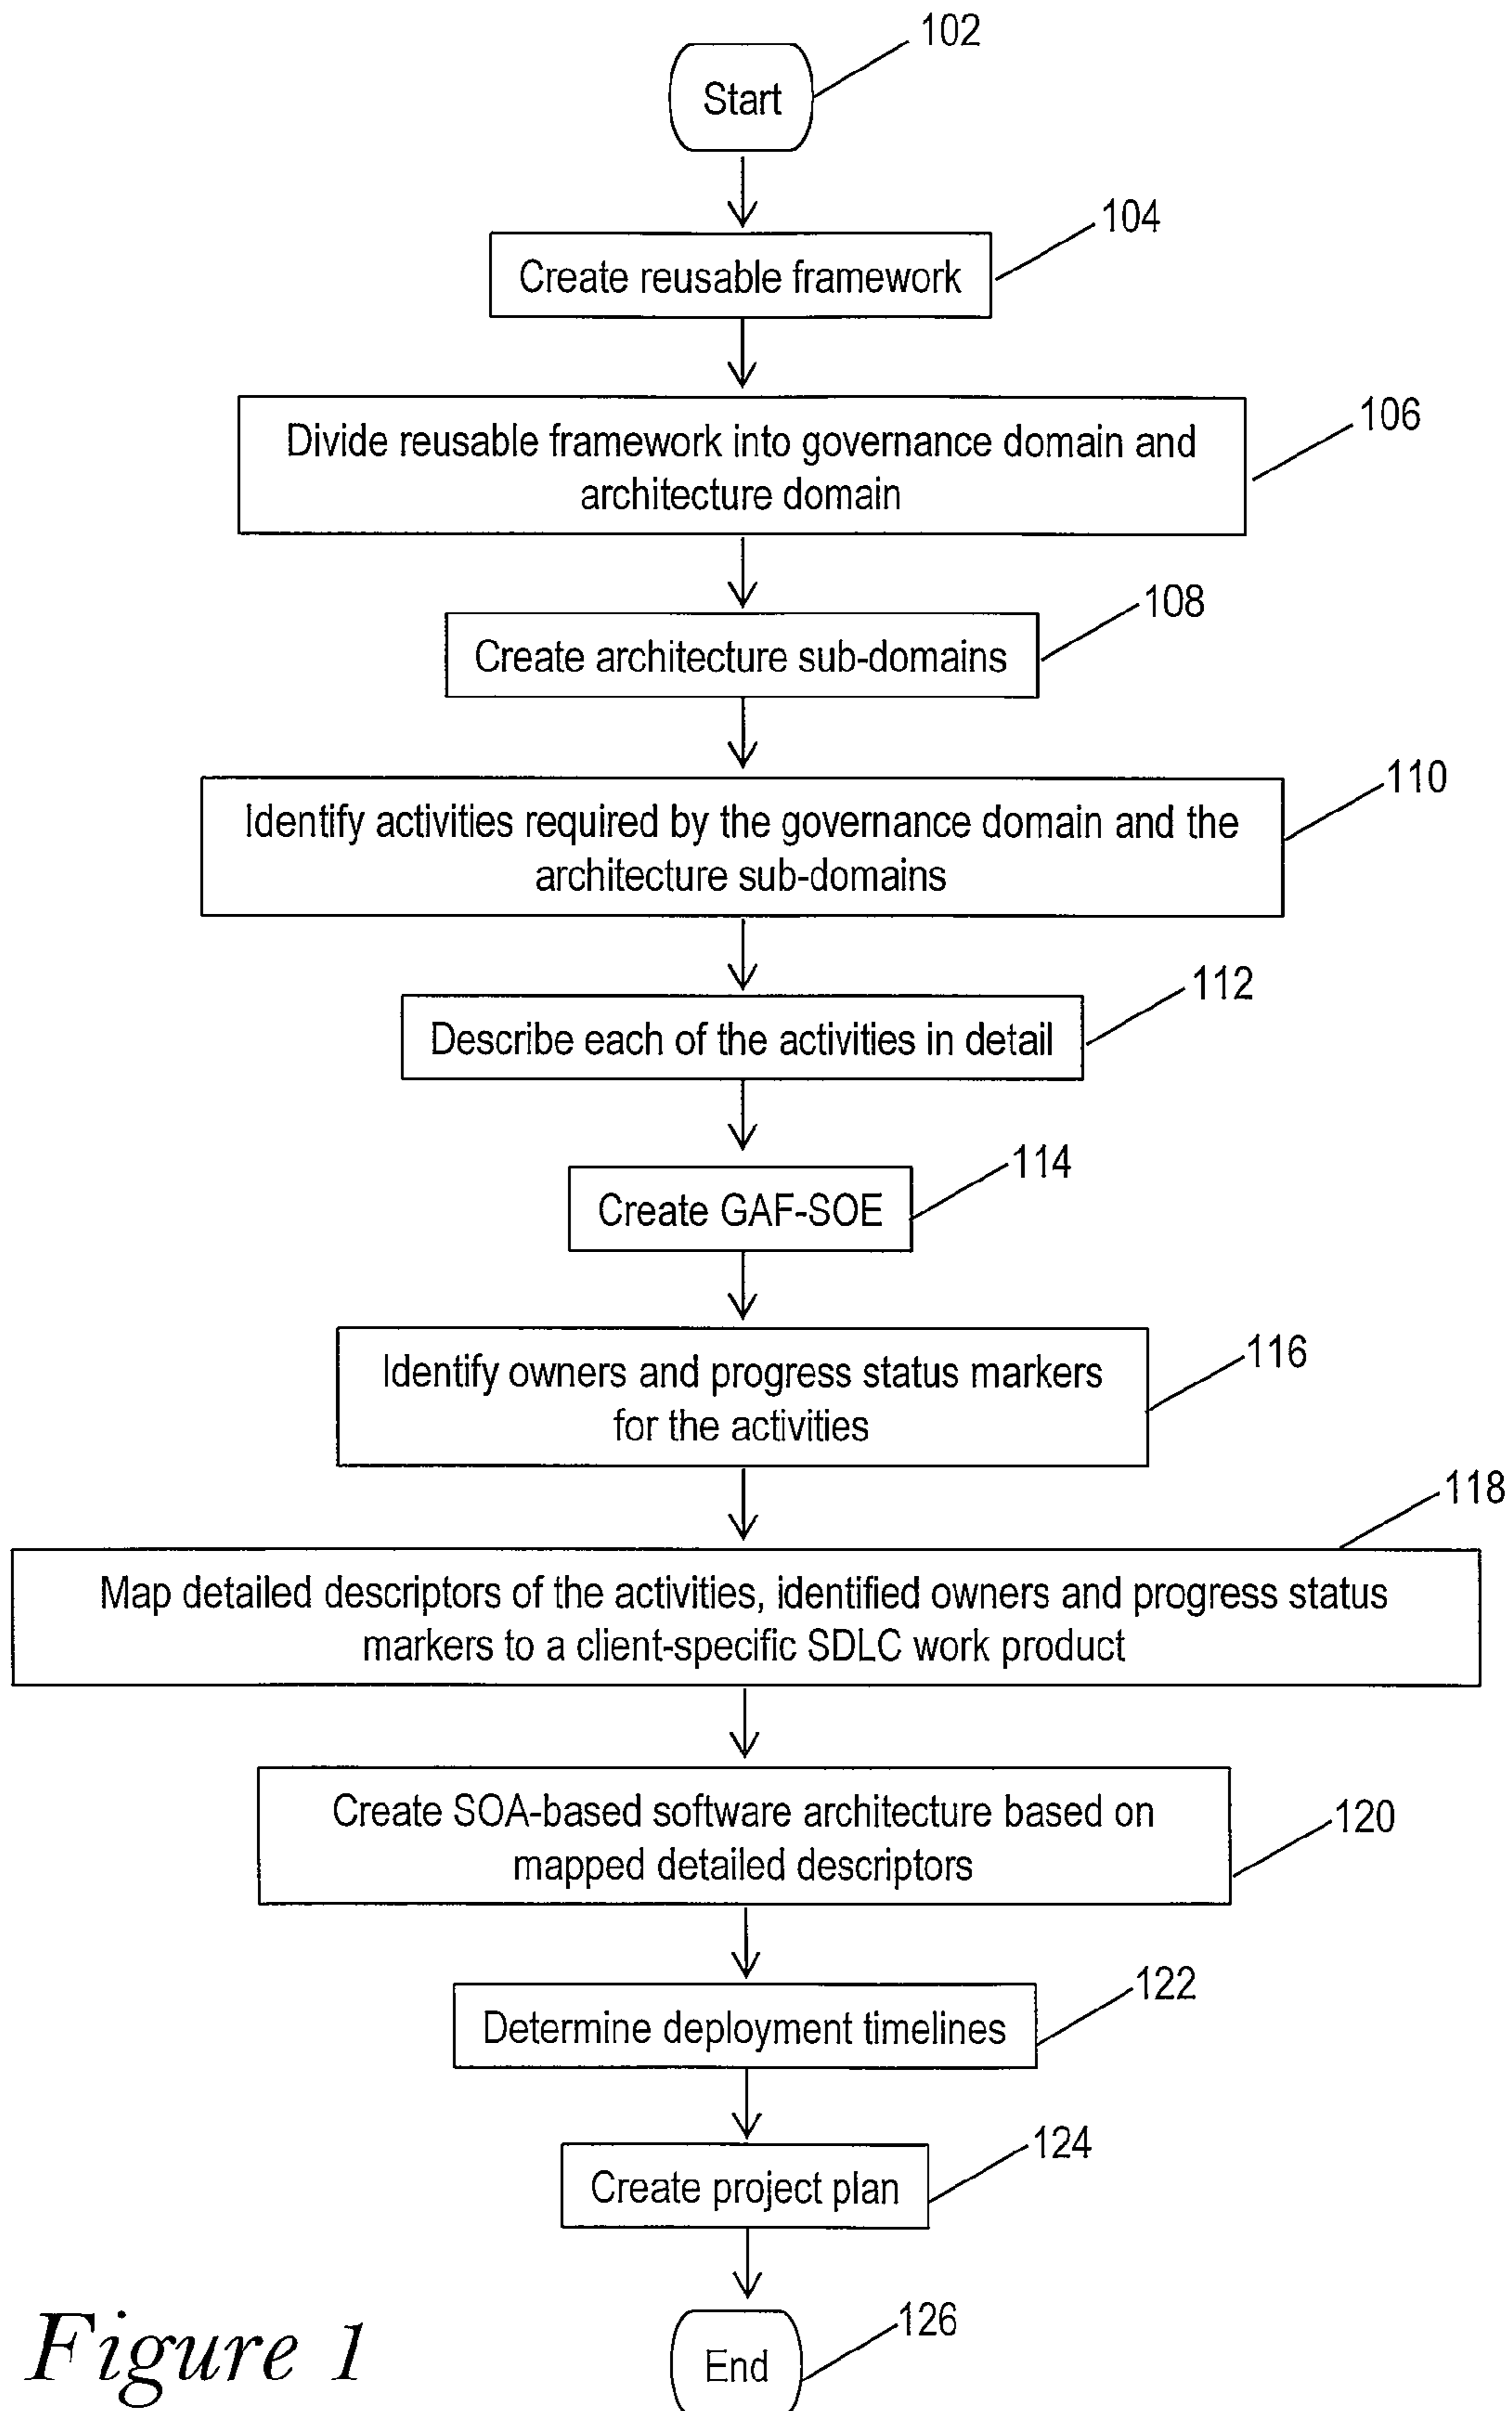 102
Start
104
Create reusable framework
106
Divide reusable framework into governance domain and
architecture domain
108
Create architecture sub-domains
110
Identify activities required by the governance domain and the
architecture sub-domains
112
Describe each of the activities in detail
114
Create GAF-SOE
116
Identify owners and progress status markers
for the activities
118
Map detailed descriptors of the activities, identified owners and progress status
markers to a client-specific SDLC work product
120
Create SOA-based software architecture based on
mapped detailed descriptors
122
Determine deployment timelines
124
Create project plan
126
End
Figure 1